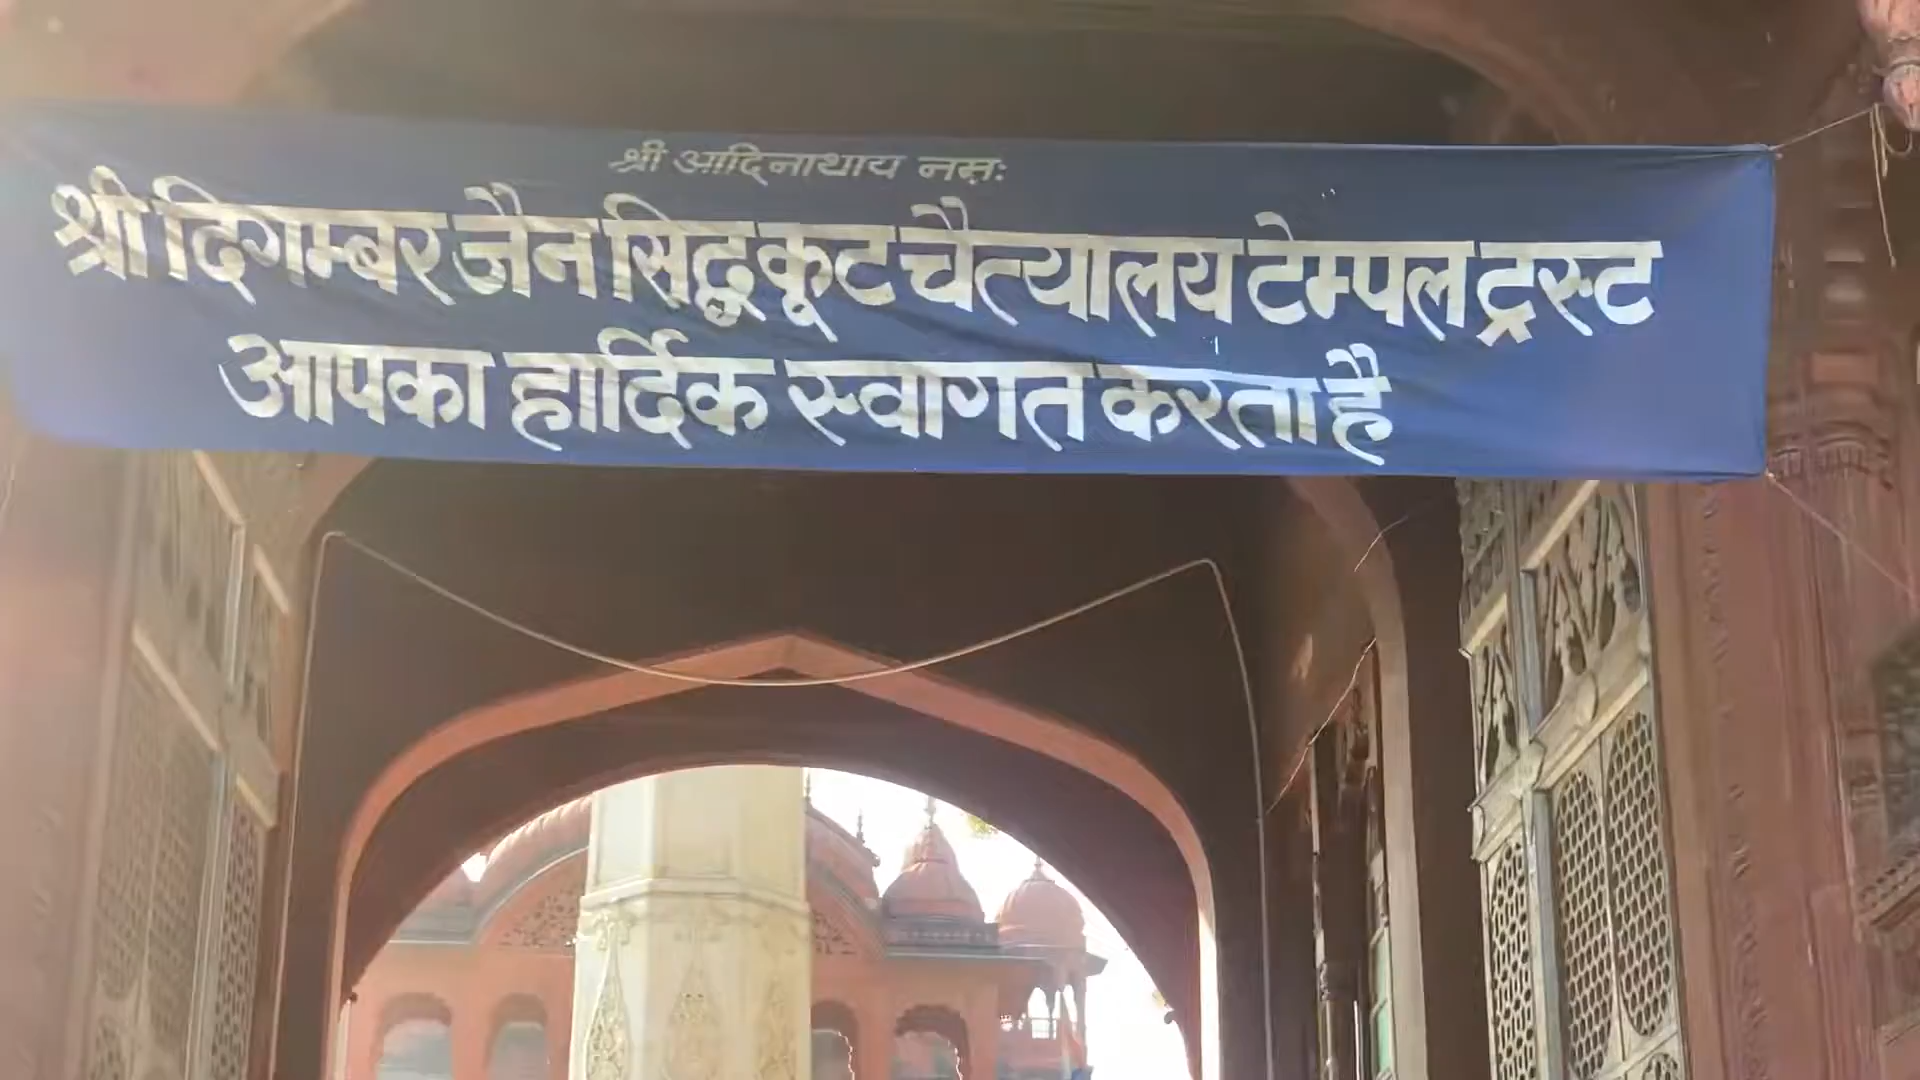 श्री आदिनाथाय नमः
श्री दिगम्बर जैन सिद्धकूट चैत्यालय टेम्पल ट्रस्ट
आपका हार्दिक स्वागत करता है